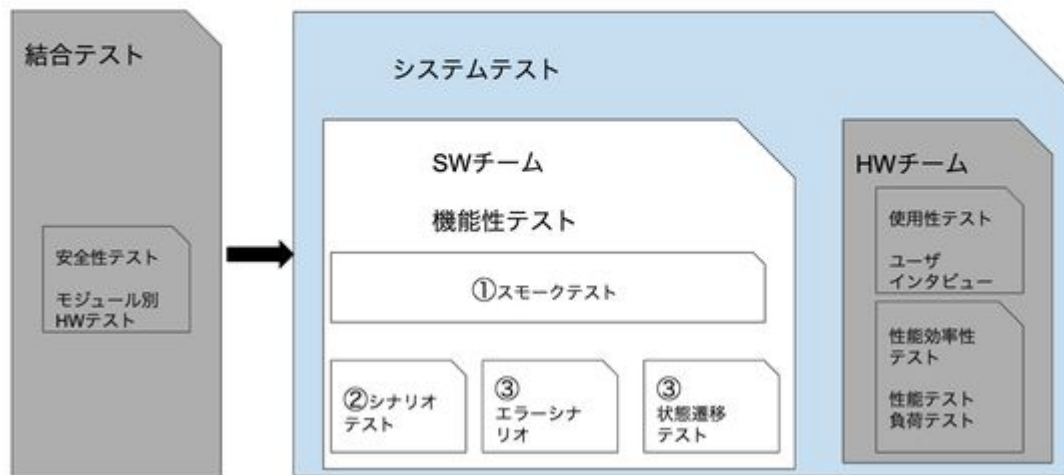 結合テスト
安全性テスト
モジュール別
HWテスト
システムテスト
SWチーム
機能性テスト
①スモークテスト
②シナリオ
テスト
③
エラーシナ
リオ
③
状態遷移
テスト
HWチーム
使用性テスト
ユーザ
インタビュー
性能効率性
テスト
性能テスト
負荷テスト